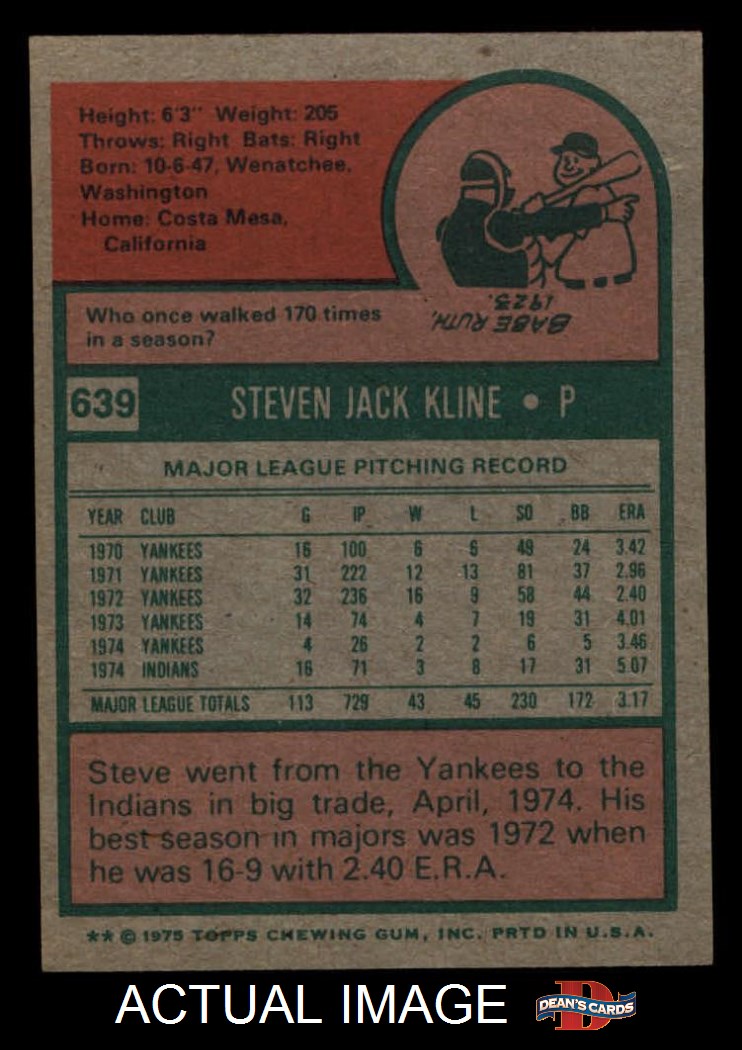 Height: 6'3" Weight: 205
Throws: Right Bats: Right
Born: 10-6-47, Wenatchee,
Washington
Home: Costa Mesa,
California
Who once walked 170 times
in a season?
BABE RUTH,
1923.
639
STEVEN JACK KLINE • P
MAJOR LEAGUE PITCHING RECORD
YEAR CLUB G IP W L SO BB ERA
1970 YANKEES 16 100 6 6 49 24 3.42
1971 YANKEES 31 222 12 13 81 37 2.96
1972 YANKEES 32 236 16 9 58 44 2.40
1973 YANKEES 14 74 4 7 19 31 4.01
1974 YANKEES 4 26 2 2 6 5 3.46
1974 INDIANS 16 71 3 8 17 31 5.07
MAJOR LEAGUE TOTALS 113 729 43 45 230 172 3.17
Steve went from the Yankees to the
Indians in big trade, April, 1974. His
best season in majors was 1972 when
he was 16-9 with 2.40 E.R.A.
** © 1975 TOPPS CHEWING GUM, INC. PRTD IN U.S.A.
ACTUAL IMAGE
D
DEAN'S CARDS